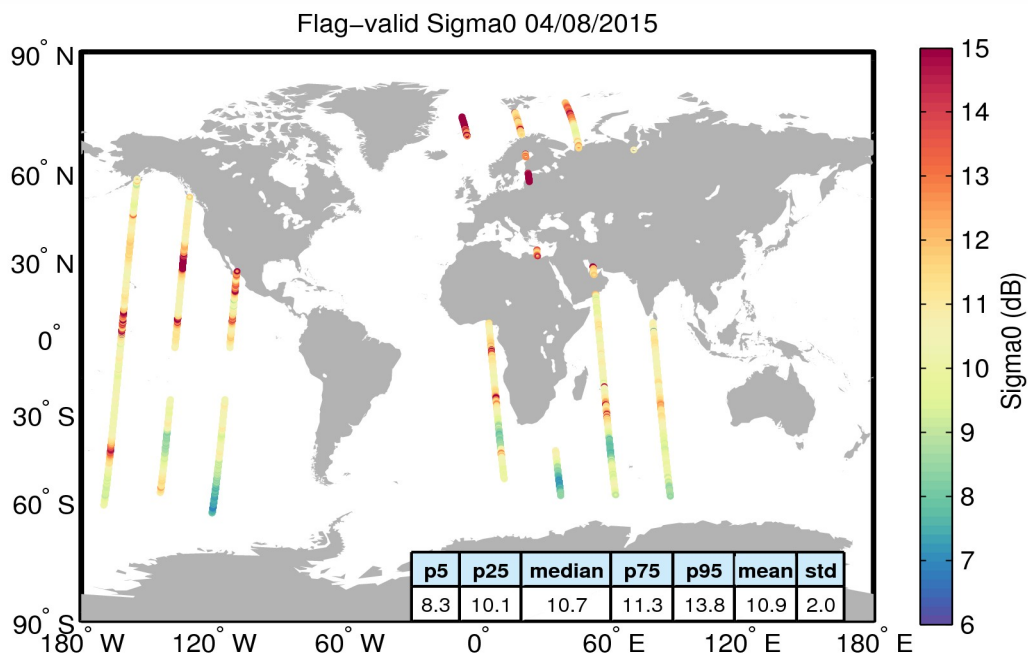 Flag−valid Sigma0 04/08/2015
90° N
60° N
30° N
0°
30° S
60° S
90° S
180° W
120° W
60° W
0°
60° E
120° E
180° E
15
14
13
12
11
10
9
8
7
6
Sigma0 (dB)
p5 p25 median p75 p95 mean std
8.3 10.1 10.7 11.3 13.8 10.9 2.0